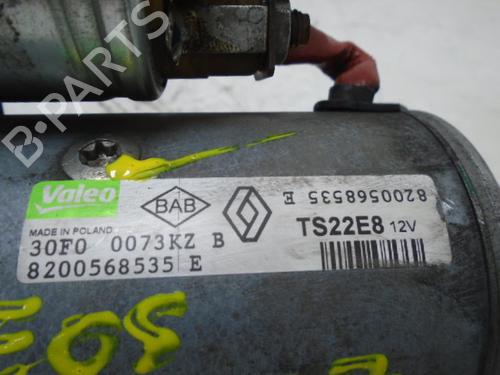 B-PARTS
Valeo
MADE IN POLAND
BAB
8200568535 E
TS22E8 12V
30F0 0073KZ B
8200568535 E